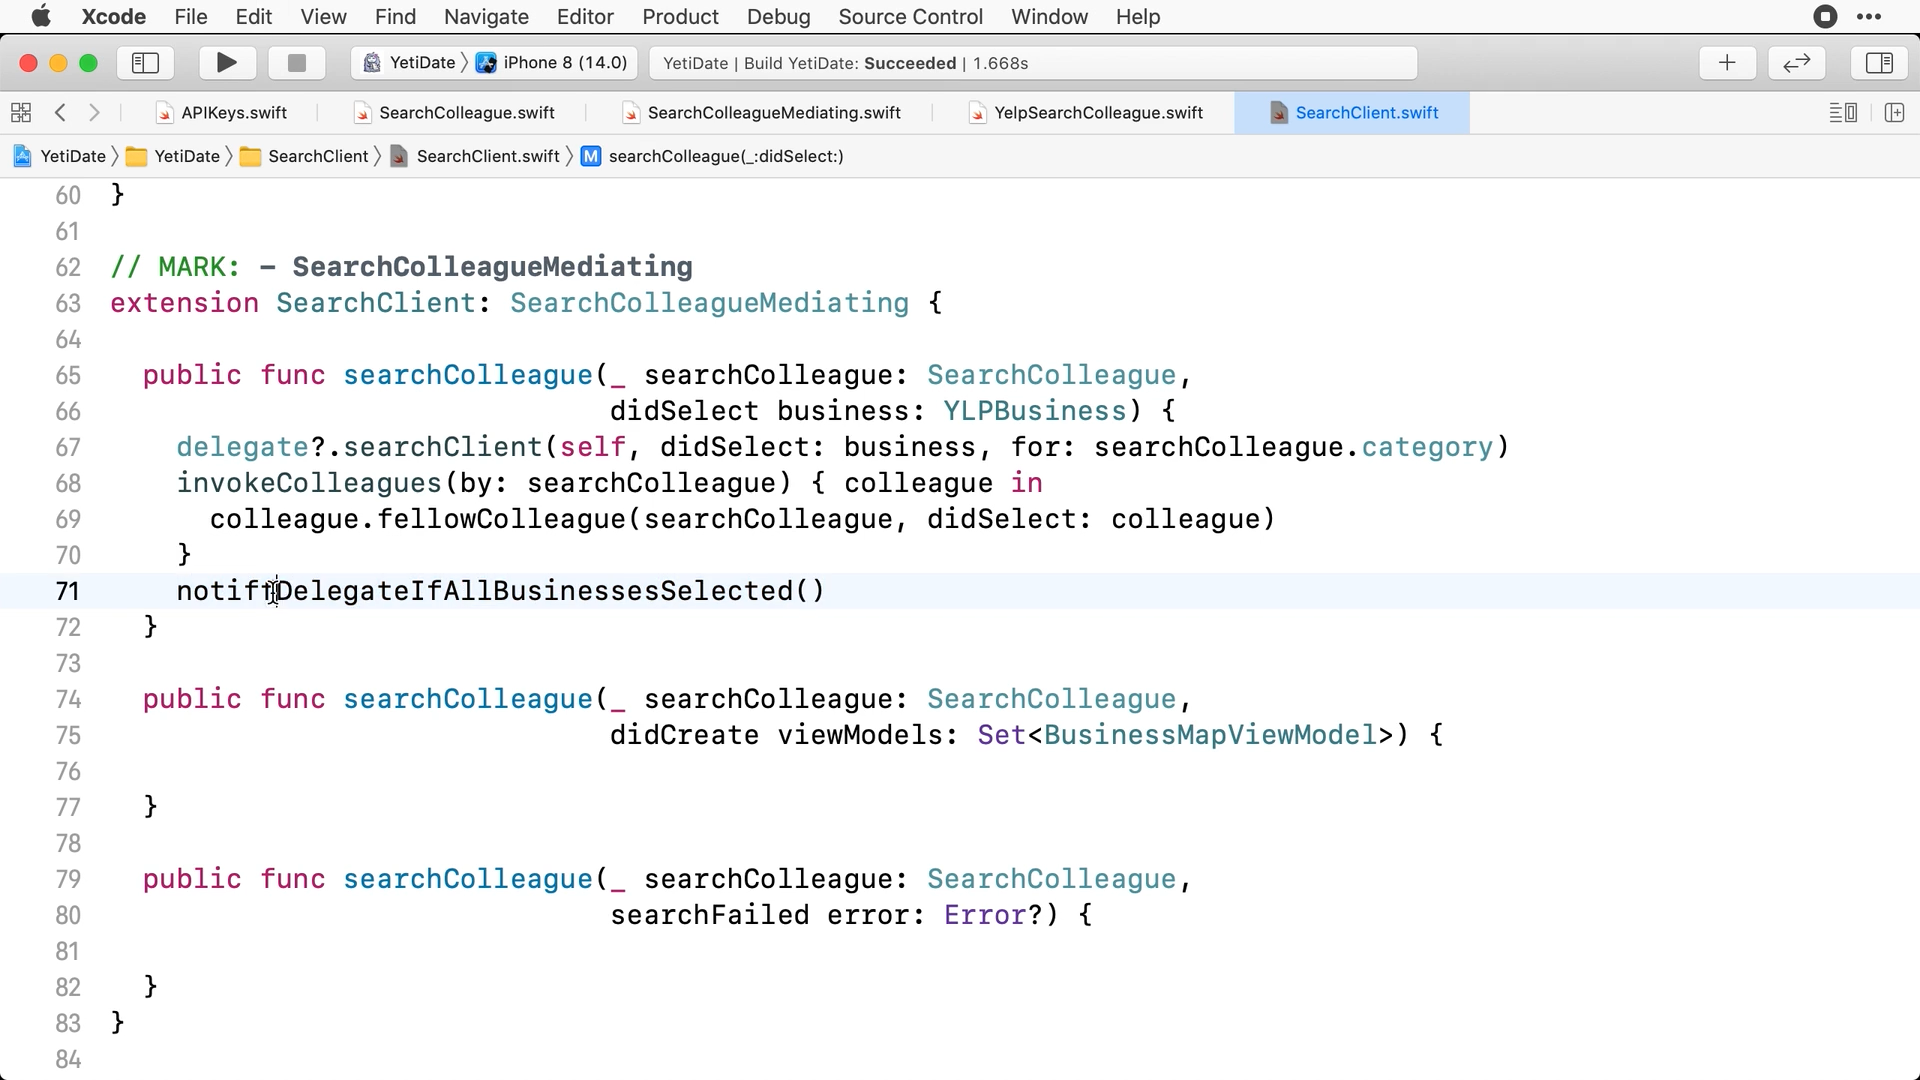 Xcode File Edit View Find Navigate Editor Product Debug Source Control Window Help
YetiDate iPhone 8 (14.0) YetiDate | Build YetiDate: Succeeded | 1.668s
APIKeys.swift SearchColleague.swift SearchColleagueMediating.swift YelpSearchColleague.swift SearchClient.swift
YetiDate YetiDate SearchClient SearchClient.swift M searchColleague(_:didSelect:)
60 }
61
62 // MARK: - SearchColleagueMediating
63 extension SearchClient: SearchColleagueMediating {
64
65 public func searchColleague(_ searchColleague: SearchColleague,
66 didSelect business: YLPBusiness) {
67 delegate?.searchClient(self, didSelect: business, for: searchColleague.category)
68 invokeColleagues(by: searchColleague) { colleague in
69 colleague.fellowColleague(searchColleague, didSelect: colleague)
70 }
71 notiffDelegateIfAllBusinessesSelected()
72 }
73
74 public func searchColleague(_ searchColleague: SearchColleague,
75 didCreate viewModels: Set<BusinessMapViewModel>) {
76
77 }
78
79 public func searchColleague(_ searchColleague: SearchColleague,
80 searchFailed error: Error?) {
81
82 }
83 }
84